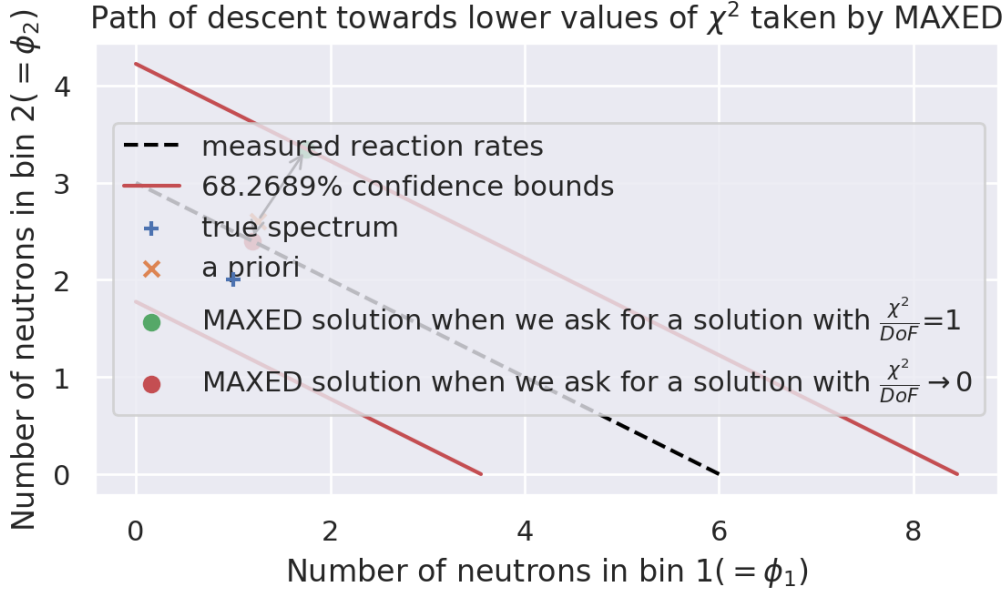 Path of descent towards lower values of χ² taken by MAXED
Number of neutrons in bin 2(=ϕ₂)
4
3
2
1
0
measured reaction rates
68.2689% confidence bounds
true spectrum
a priori
MAXED solution when we ask for a solution with χ²/DoF=1
MAXED solution when we ask for a solution with χ²/DoF→0
0 2 4 6 8
Number of neutrons in bin 1(=ϕ₁)